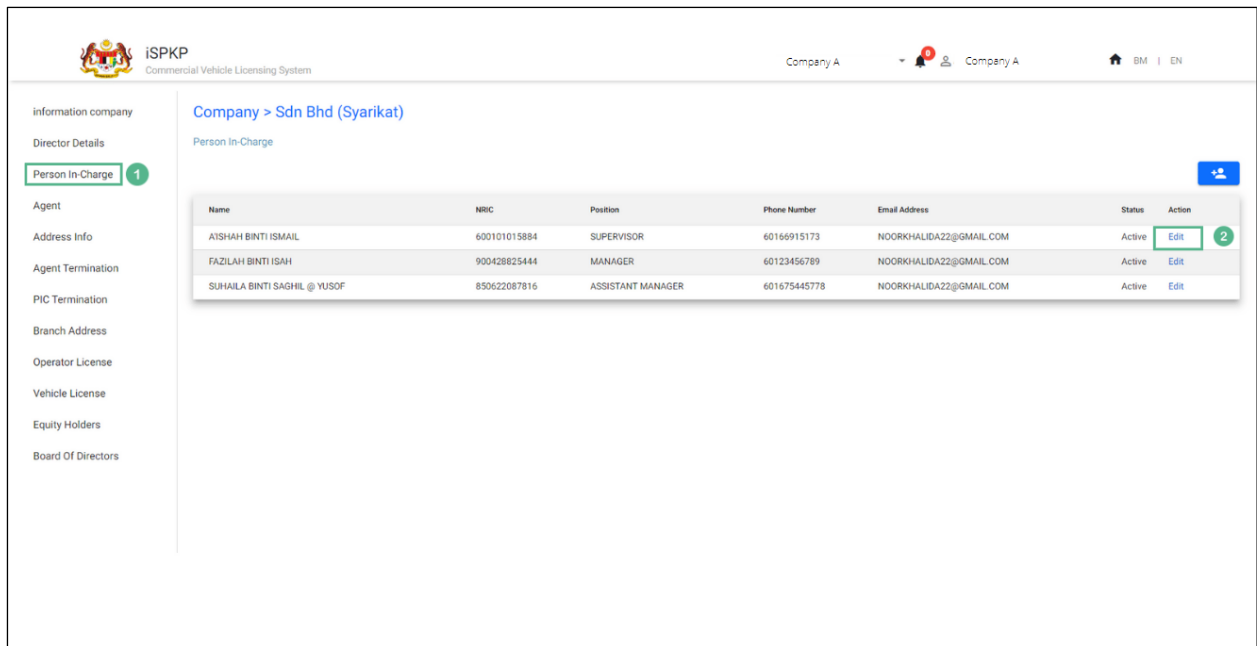 iSPKP
Commercial Vehicle Licensing System
Company A
0
Company A
BM | EN
information company
Director Details
Person In-Charge 1
Agent
Address Info
Agent Termination
PIC Termination
Branch Address
Operator License
Vehicle License
Equity Holders
Board Of Directors
Company > Sdn Bhd (Syarikat)
Person In-Charge
Name NRIC Position Phone Number Email Address Status Action
A'ISHAH BINTI ISMAIL 600101015884 SUPERVISOR 60166915173 NOORKHALIDA22@GMAIL.COM Active Edit 2
FAZILAH BINTI ISAH 900428825444 MANAGER 60123456789 NOORKHALIDA22@GMAIL.COM Active Edit
SUHAILA BINTI SAGHIL @ YUSOF 850622087816 ASSISTANT MANAGER 601675445778 NOORKHALIDA22@GMAIL.COM Active Edit